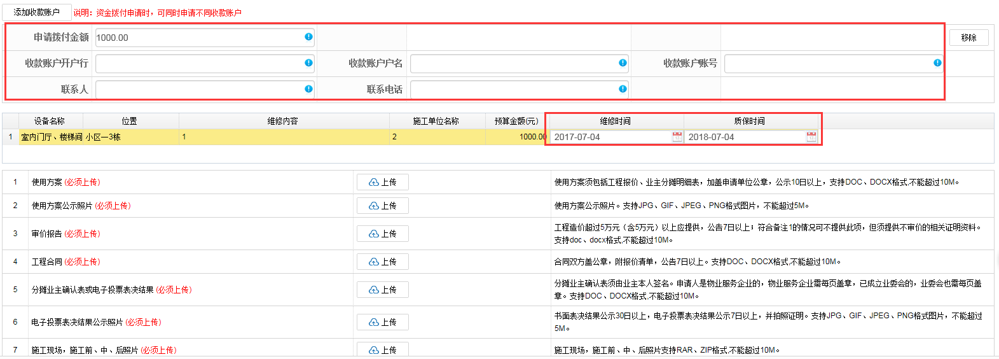 添加收款账户 说明：资金拨付申请时，可同时申请不同收款账户
申请拨付金额 1000.00 移除
收款账户开户行 收款账户户名 收款账户账号
联系人 联系电话
设备名称 位置 维修内容 施工单位名称 预算金额(元) 维修时间 质保时间
1 室内门厅、楼梯间 小区一3栋 1 2 1000.00 2017-07-04 2018-07-04
1 使用方案 (必须上传) 上传 使用方案须包括工程报价、业主分摊明细表，加盖申请单位公章，公示10日以上，支持DOC、DOCX格式,不能超过10M。
2 使用方案公示照片 (必须上传) 上传 使用方案公示照片。支持JPG、GIF、JPEG、PNG格式图片，不能超过5M。
3 审价报告 (必须上传) 上传 工程造价超过5万元（含5万元）以上应提供，公告7日以上；符合备注1的情况可不提供此项，但须提供不审价的相关证明资料。
支持doc、docx格式,不能超过10M。
4 工程合同 (必须上传) 上传 合同双方盖公章，附报价清单，公告7日以上。支持DOC、DOCX格式,不能超过10M。
5 分摊业主确认表或电子投票表决结果 (必须上传) 上传 分摊业主确认表须由业主本人签名。申请人是物业服务企业的，物业服务企业需每页盖章，已成立业委会的，业委会也需每页盖
章。支持DOC、DOCX格式,不能超过10M。
6 电子投票表决结果公示照片 (必须上传) 上传 书面表决结果公示30日以上，电子投票表决结果公示7日以上，并拍照证明。支持JPG、GIF、JPEG、PNG格式图片，不能超过
5M。
7 施工现场，施工前、中、后照片 (必须上传) 上传 施工现场，施工前、中、后照片支持RAR、ZIP格式,不能超过10M。